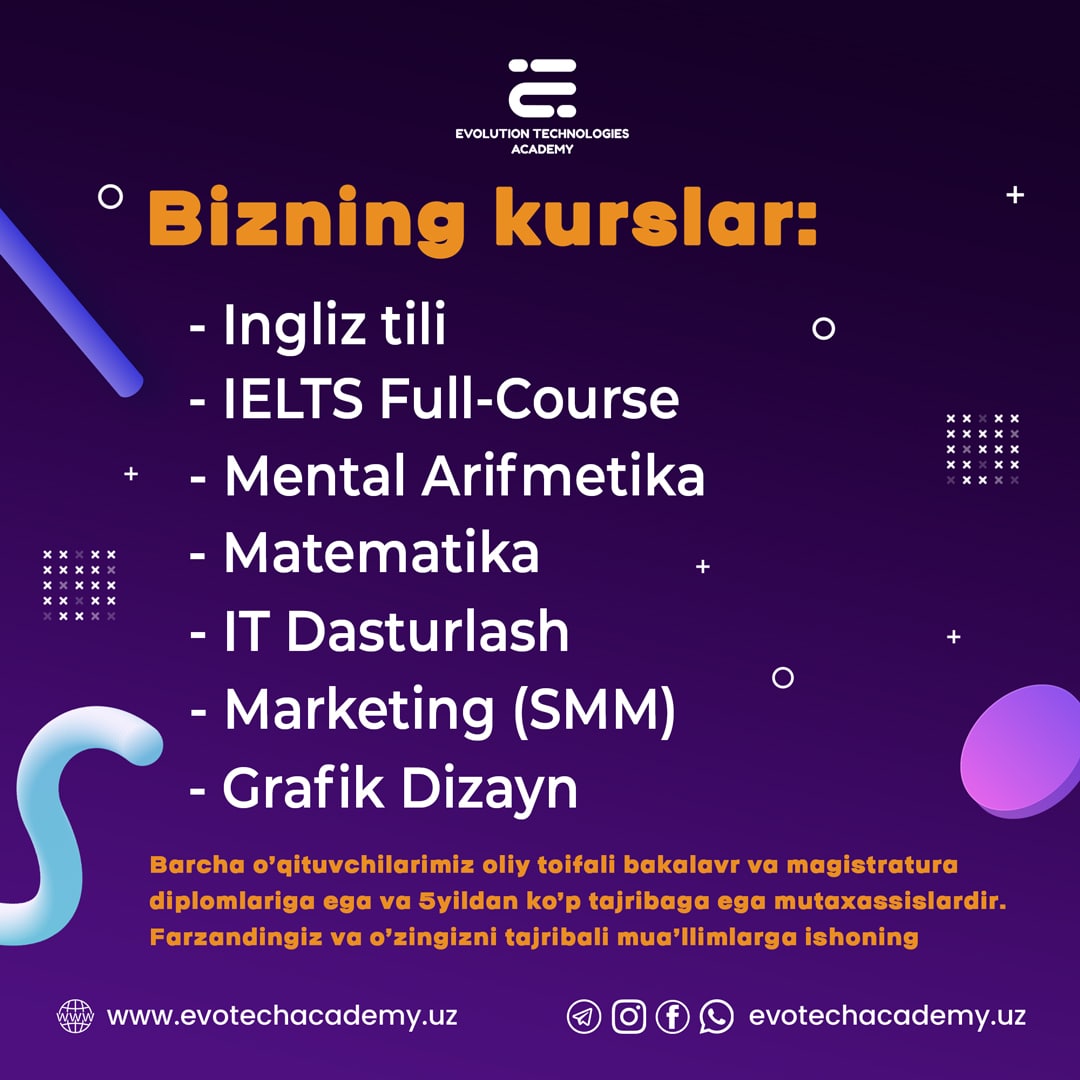 EVOLUTION TECHNOLOGIES
ACADEMY
Bizning kurslar:
- Ingliz tili
- IELTS Full-Course
- Mental Arifmetika
- Matematika
- IT Dasturlash
- Marketing (SMM)
- Grafik Dizayn
Barcha o’qituvchilarimiz oliy toifali bakalavr va magistratura
diplomlariga ega va 5yildan ko’p tajribaga ega mutaxassislardir.
Farzandingiz va o’zingizni tajribali mua’llimlarga ishoning
www www.evotechacademy.uz evotechacademy.uz